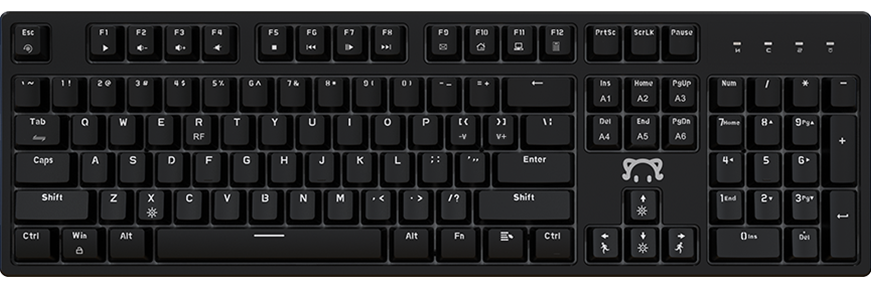 Esc F1 F2 F3 F4 F5 F6 F7 F8 F9 F10 F11 F12 PrtSc ScrLk Pause
` ~ 1 ! 2 @ 3 # 4 $ 5 % 6 ^ 7 & 8 * 9 ( 0 ) - _ = + ← Ins Home PgUp Num / * -
A1 A2 A3
Tab Q W E R T Y U I O P [ { ] } \ | Del End PgDn 7Home 8▲ 9Pg▲ +
RF -¥ ¥+ A4 A5 A6
Caps A S D F G H J K L ; : ' " Enter 4◄ 5 6►
Shift Z X C V B N M , < . > / ? Shift ↑ 1End 2▼ 3Pg▼ ↵
Ctrl Win Alt Alt Fn Ctrl ← ↓ → 0Ins .Del